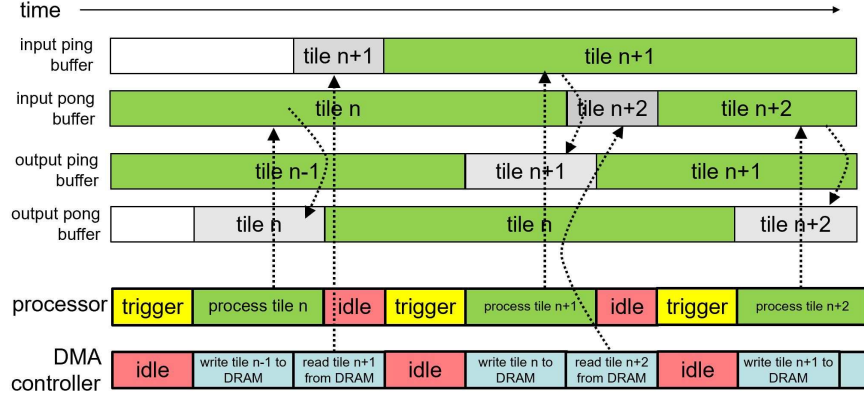 time
input ping
buffer
tile n+1
tile n+1
input pong
buffer
tile n
tile n+2
tile n+2
output ping
buffer
tile n-1
tile n+1
tile n+1
output pong
buffer
tile n
tile n
tile n+2
processor
trigger
process tile n
idle
trigger
process tile n+1
idle
trigger
process tile n+2
DMA
controller
idle
write tile n-1 to
DRAM
read tile n+1
from DRAM
idle
write tile n to
DRAM
read tile n+2
from DRAM
idle
write tile n+1 to
DRAM